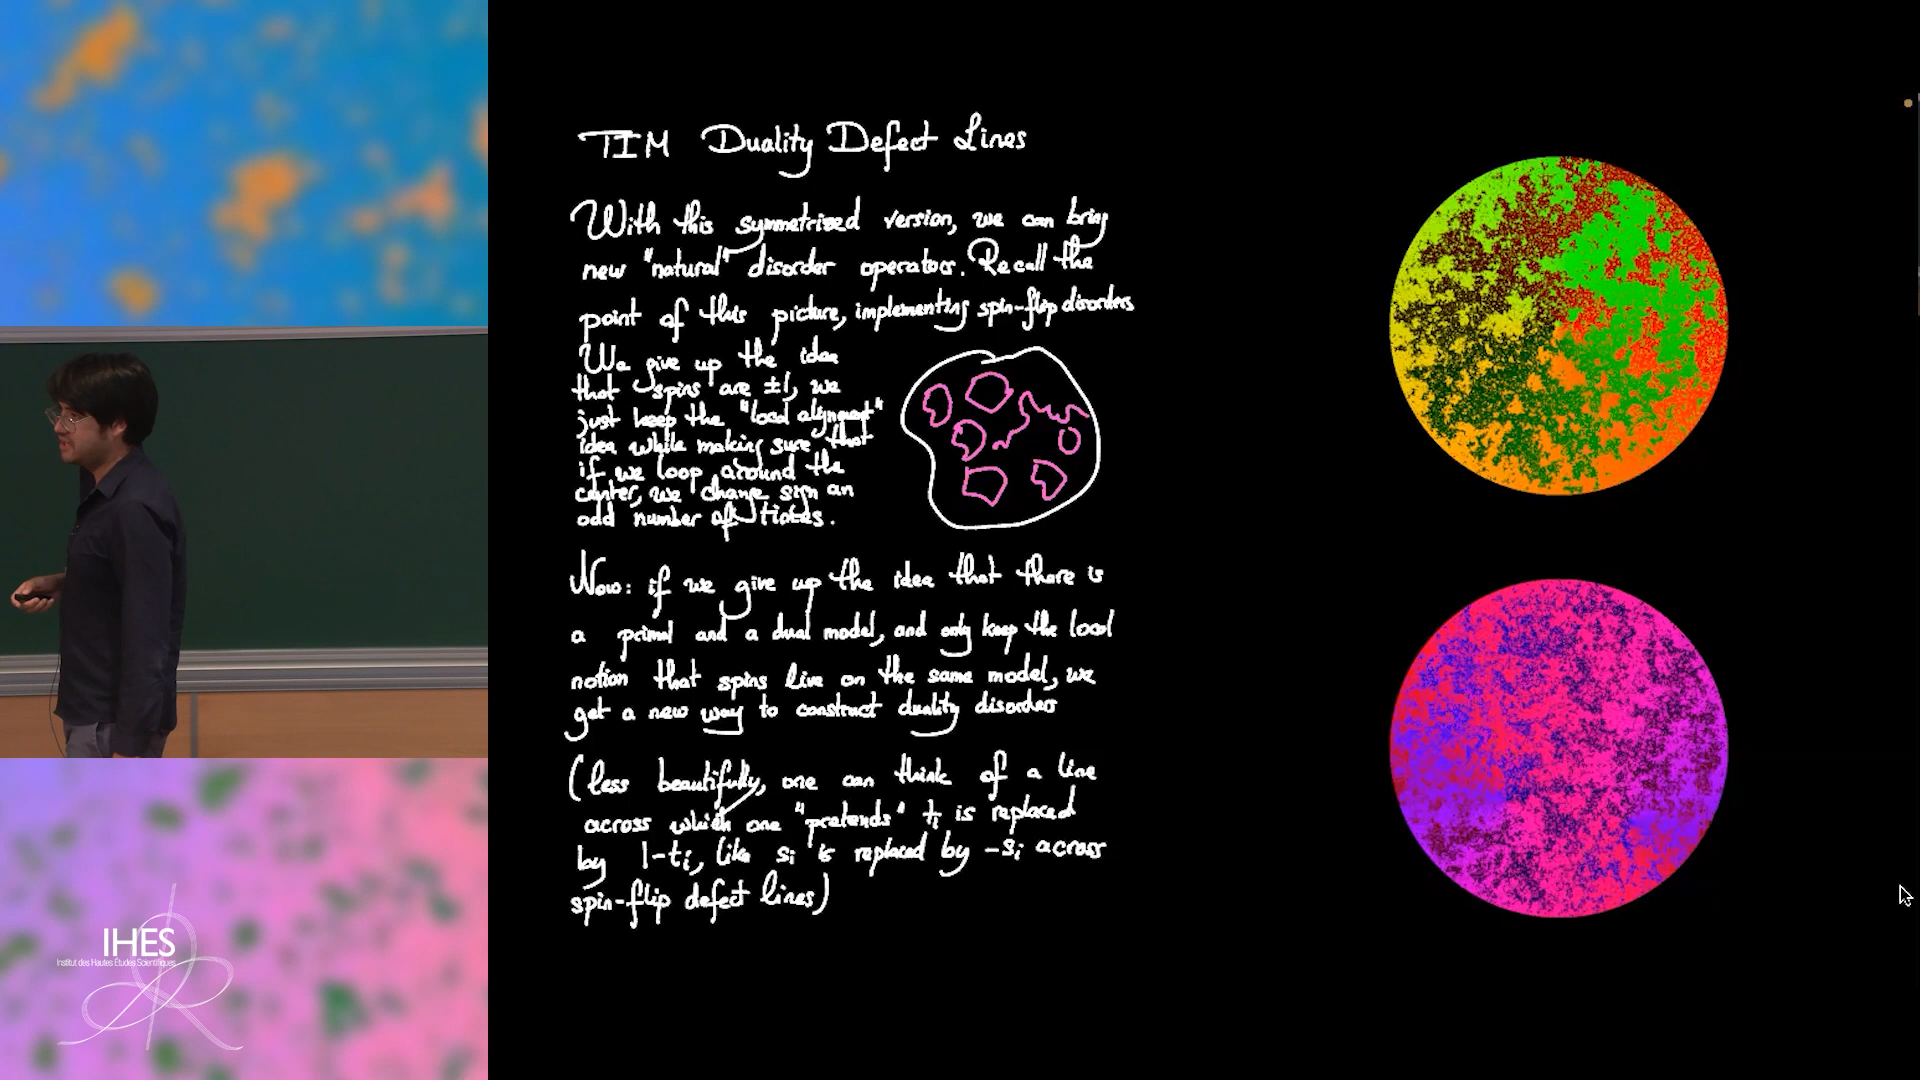 TIM Duality Defect Lines
With this symmetrized version, we can bring
new "natural" disorder operators. Recall the
point of this picture, implementing spin-flip disorders
We give up the idea
that spins are ±1, we
just keep the "local alignment"
idea while making sure that
if we loop around the
center, we change sign an
odd number of times.
Now: if we give up the idea that there is
a primal and a dual model, and only keep the local
notion that spins live on the same model, we
get a new way to construct duality disorders
(less beautifully, one can think of a line
across which one "pretends" ti is replaced
by 1-ti, like si is replaced by -si across
spin-flip defect lines)
IHES
Institut des Hautes Études Scientifiques